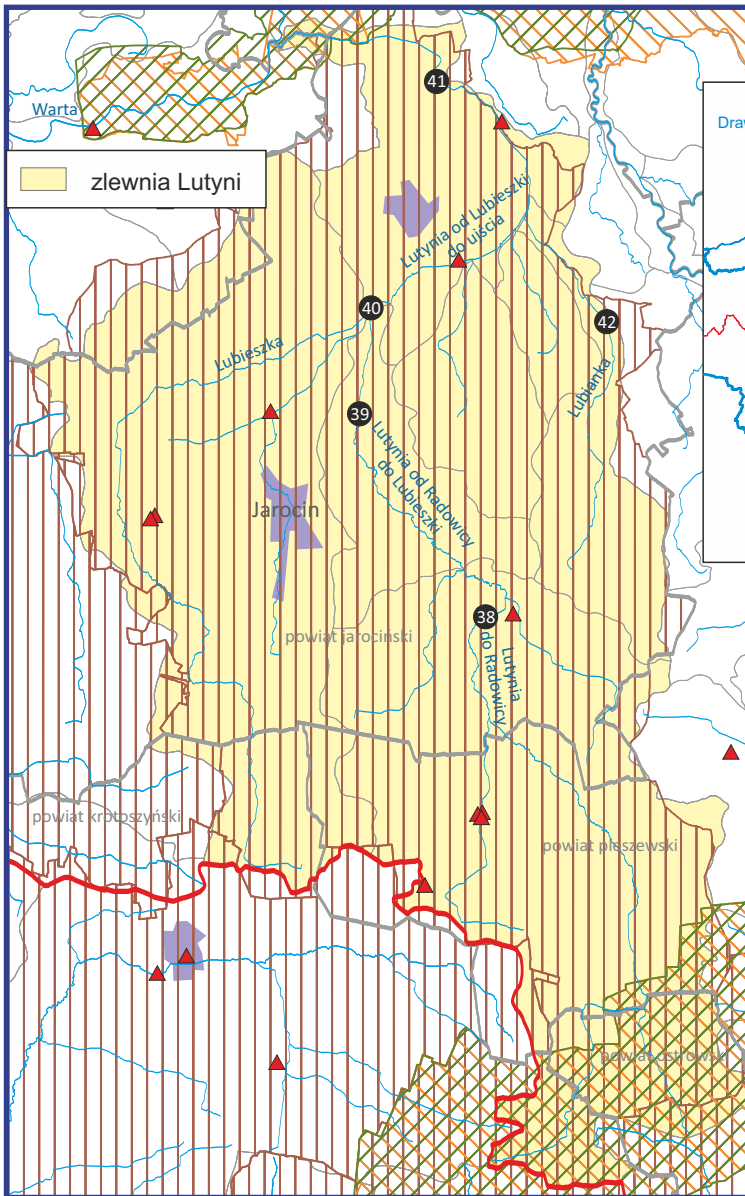 41
Warta
Draw
zlewnia Lutyni
Lutynia od Lubieszki
do ujścia
40
42
Lubieszka
Lubianka
39
Lutynia od Radowicy
do Lubieszki
Jarocin
38
powiat jarociński
Lutynia
do Radowicy
powiat krotoszyński
powiat pleszewski
powiat ostrowski